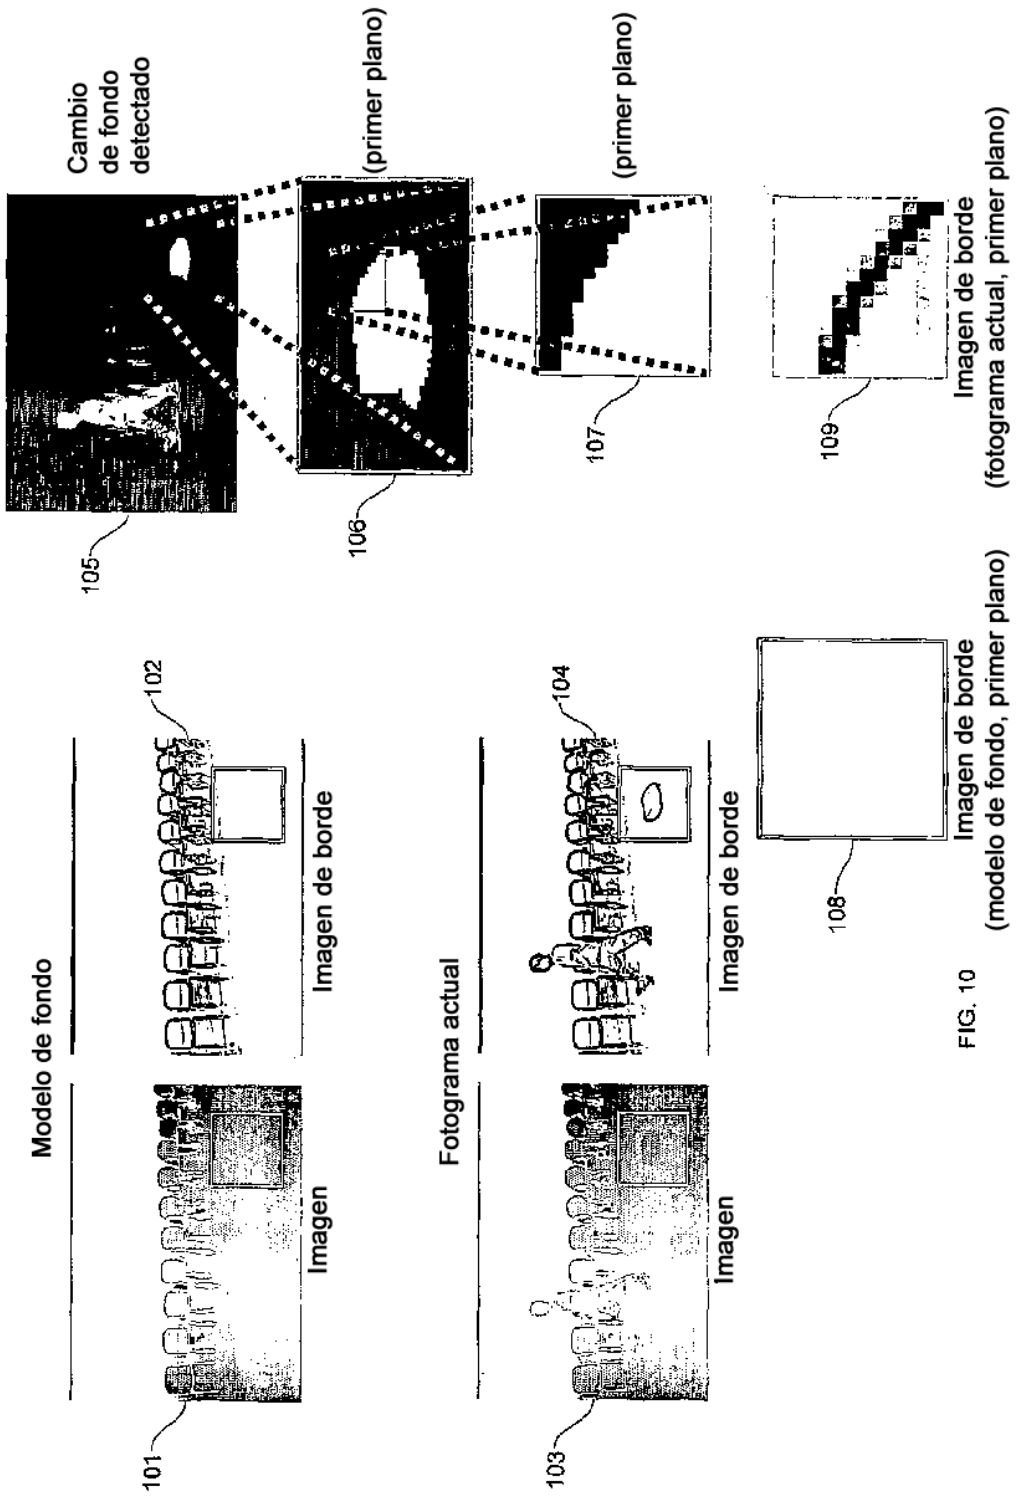 Modelo de fondo
101
Imagen
102
Imagen de borde
Fotograma actual
103
Imagen
104
Imagen de borde
Cambio
de fondo
detectado
105
(primer plano)
106
(primer plano)
107
108
Imagen de borde
(modelo de fondo, primer plano)
109
Imagen de borde
(fotograma actual, primer plano)
FIG. 10